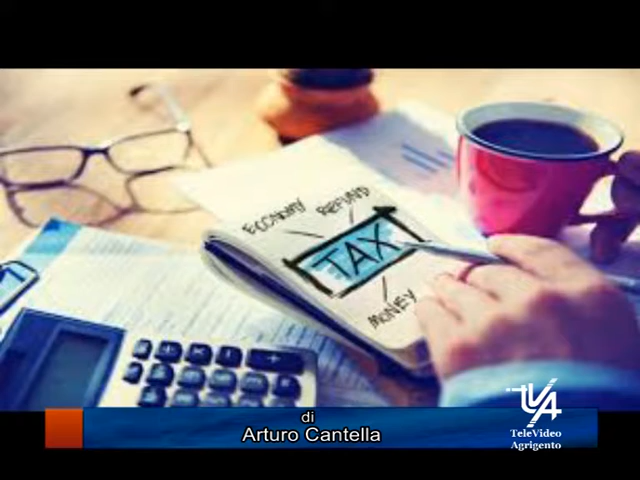 ECONOMY REFUND
TAX
MONEY
di
Arturo Cantella
TVA
TeleVideo
Agrigento